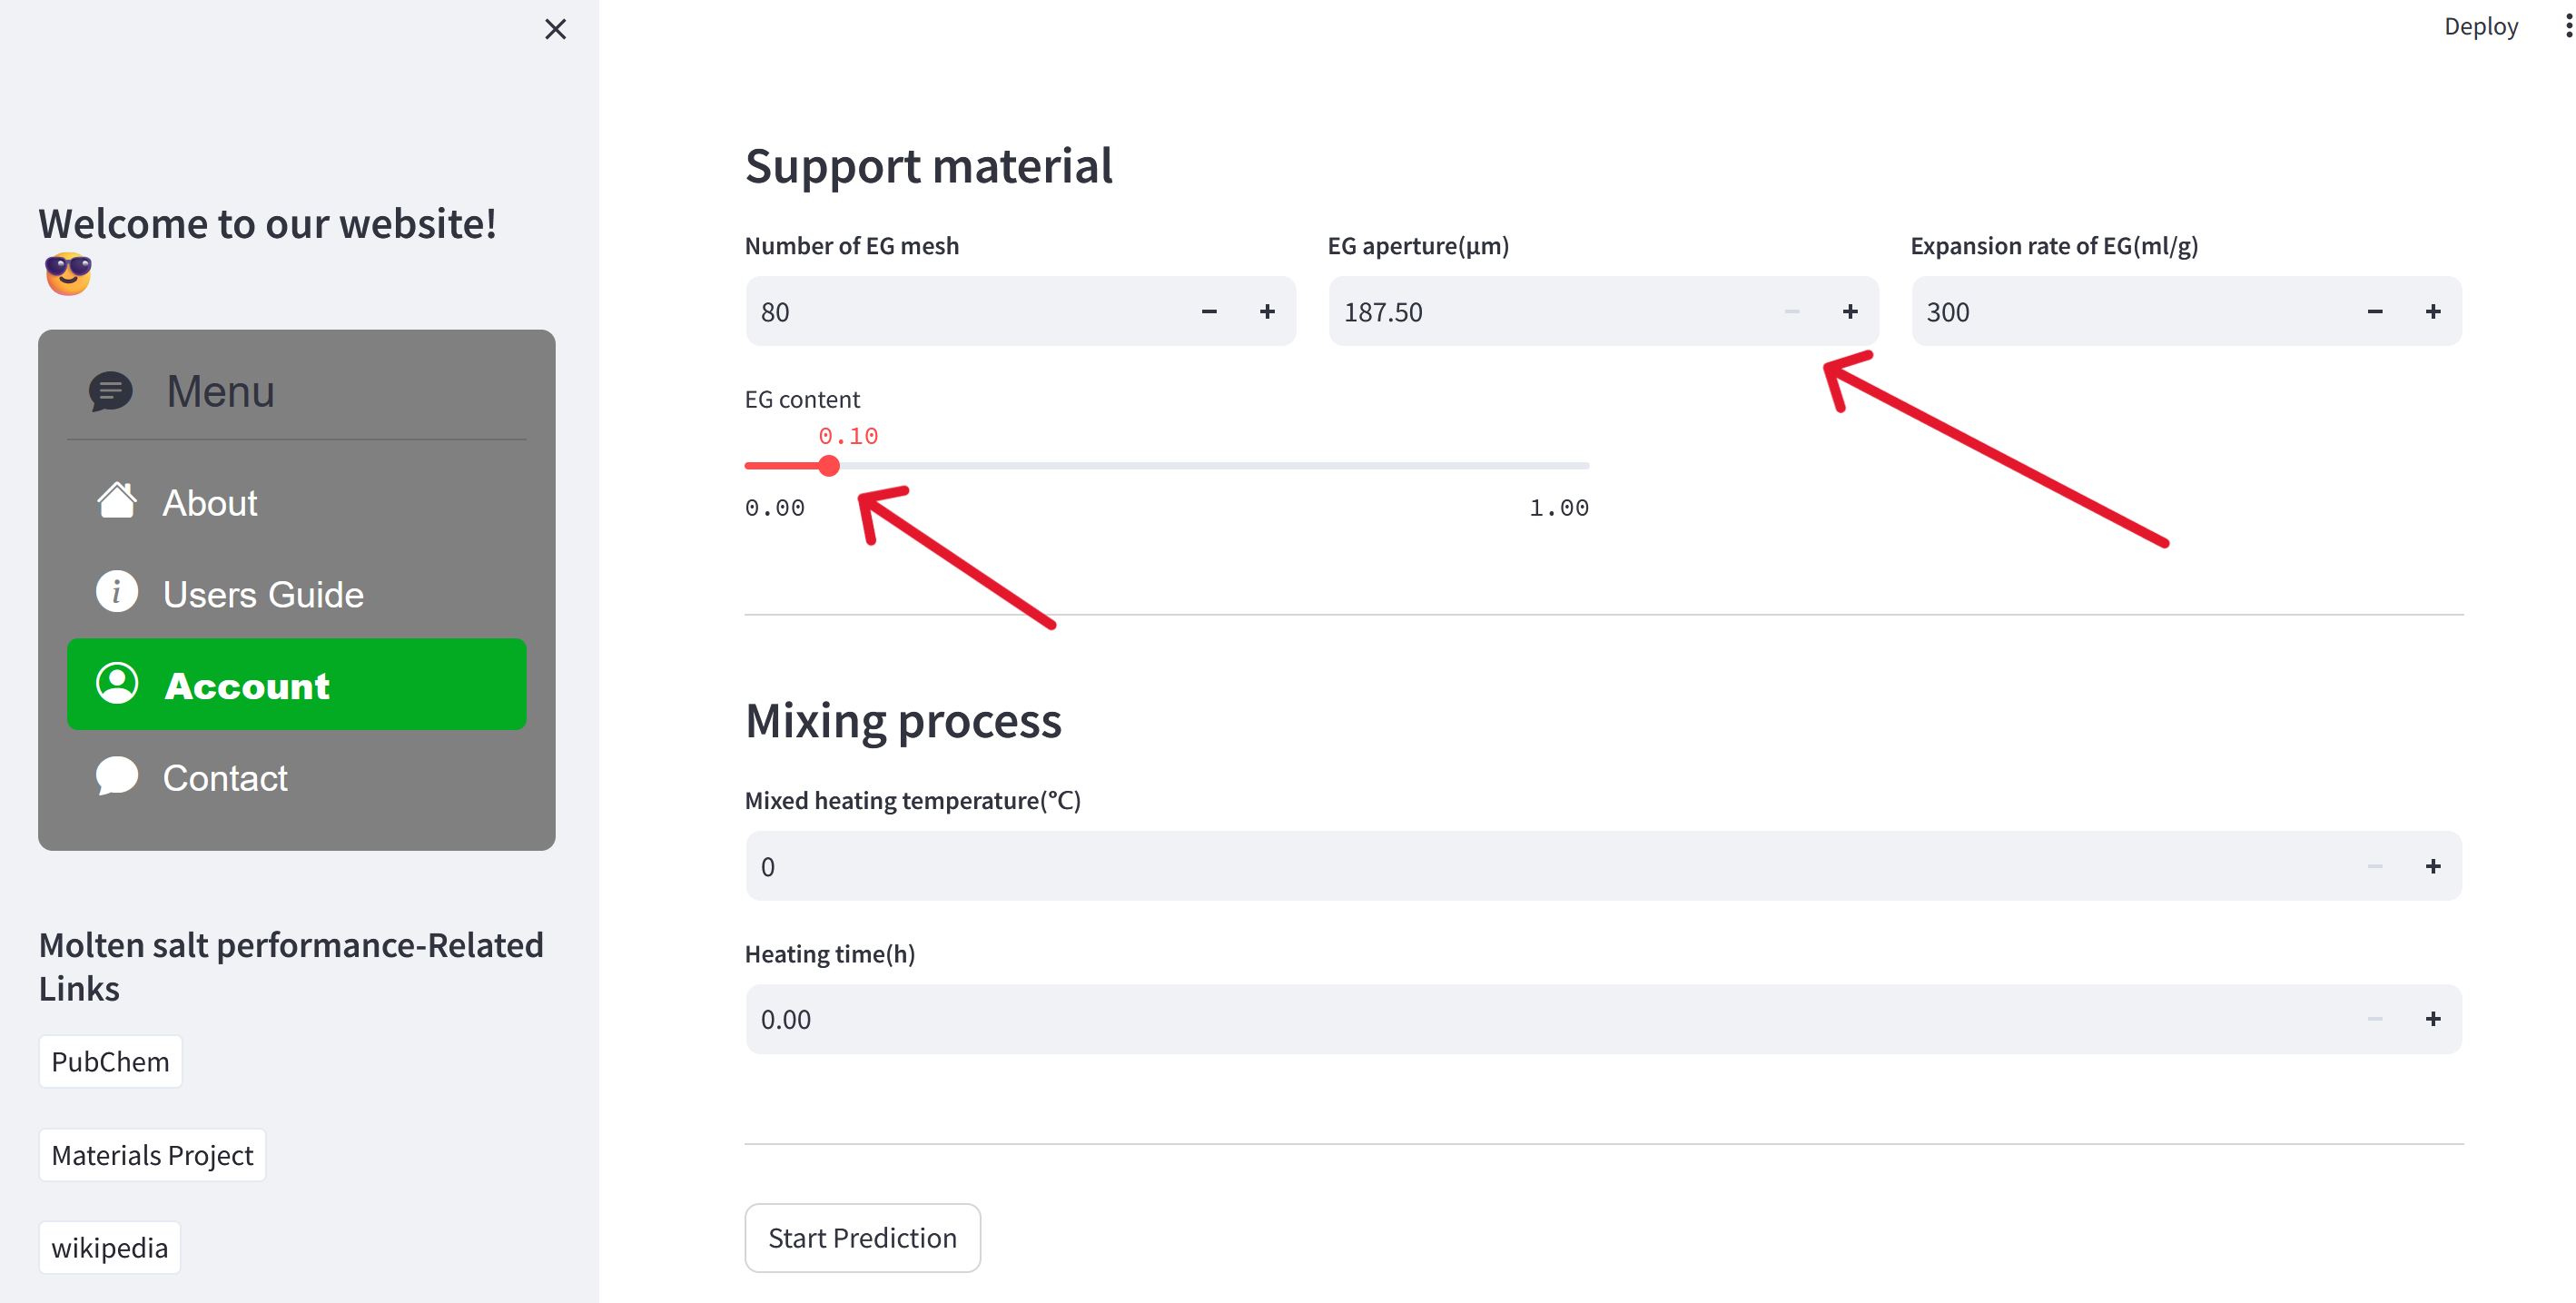 Deploy
Welcome to our website!
Menu
About
Users Guide
Account
Contact
Molten salt performance-Related
Links
PubChem
Materials Project
wikipedia
Support material
Number of EG mesh
80
EG aperture(μm)
187.50
Expansion rate of EG(ml/g)
300
EG content
0.10
0.00
1.00
Mixing process
Mixed heating temperature(℃)
0
Heating time(h)
0.00
Start Prediction